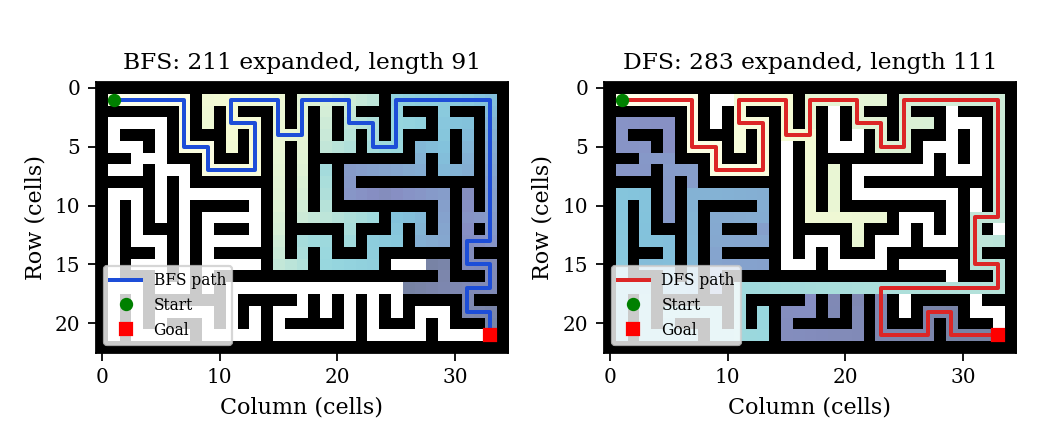 BFS: 211 expanded, length 91
0
5
10
15
20
Row (cells)
BFS path
Start
Goal
0
10
20
30
Column (cells)
DFS: 283 expanded, length 111
0
5
10
15
20
Row (cells)
DFS path
Start
Goal
0
10
20
30
Column (cells)